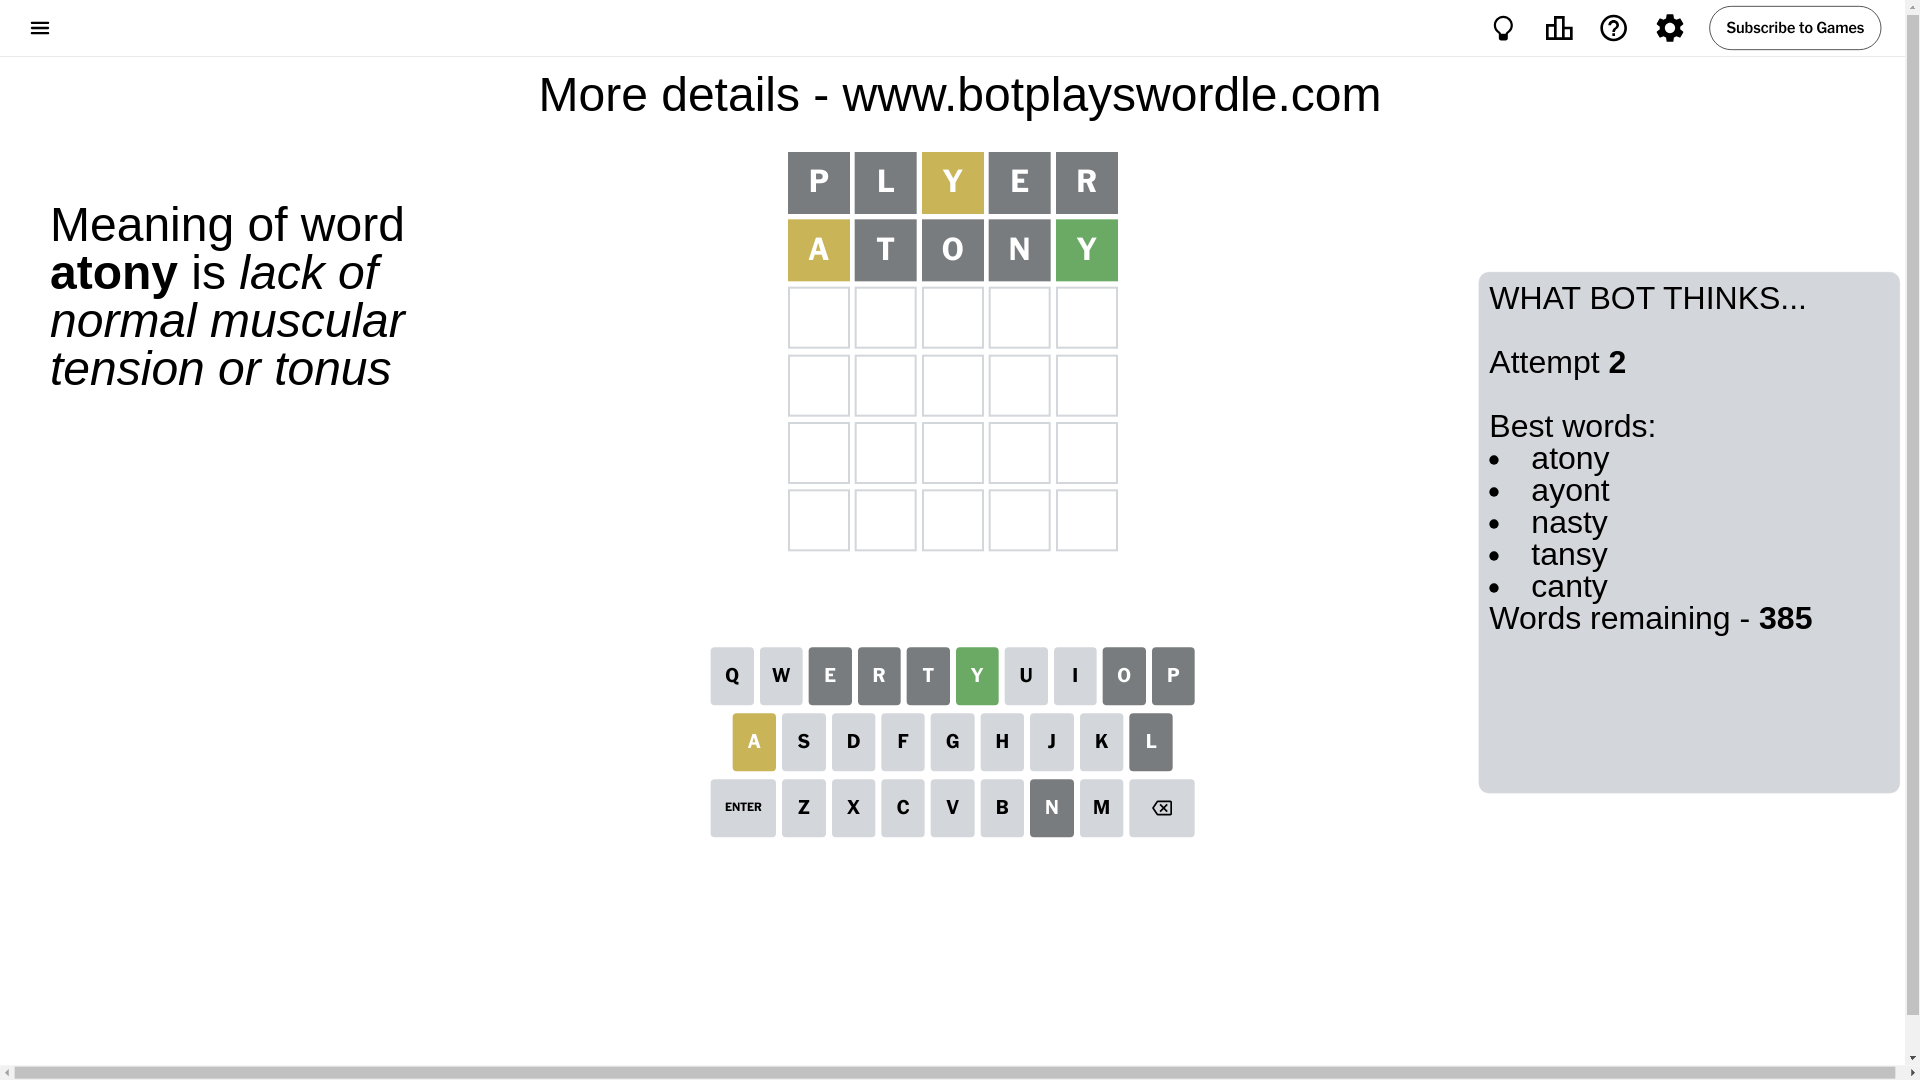 Subscribe to Games
More details - www.botplayswordle.com
Meaning of word
atony is lack of
normal muscular
tension or tonus
P L Y E R
A T O N Y
WHAT BOT THINKS...
Attempt 2
Best words:
• atony
• ayont
• nasty
• tansy
• canty
Words remaining - 385
Q W E R T Y U I O P
A S D F G H J K L
ENTER Z X C V B N M